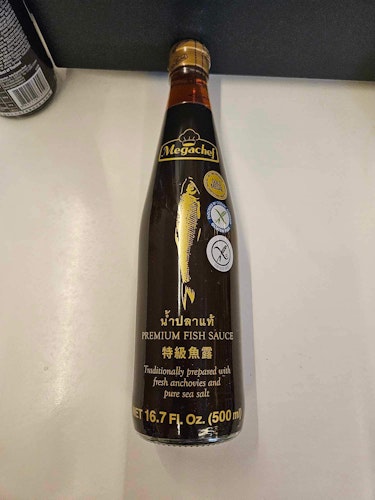 Megachef
น้ำปลาแท้
PREMIUM FISH SAUCE
特級魚露
Traditionally prepared with
fresh anchovies and
pure sea salt
NET 16.7 Fl. Oz. (500 ml)